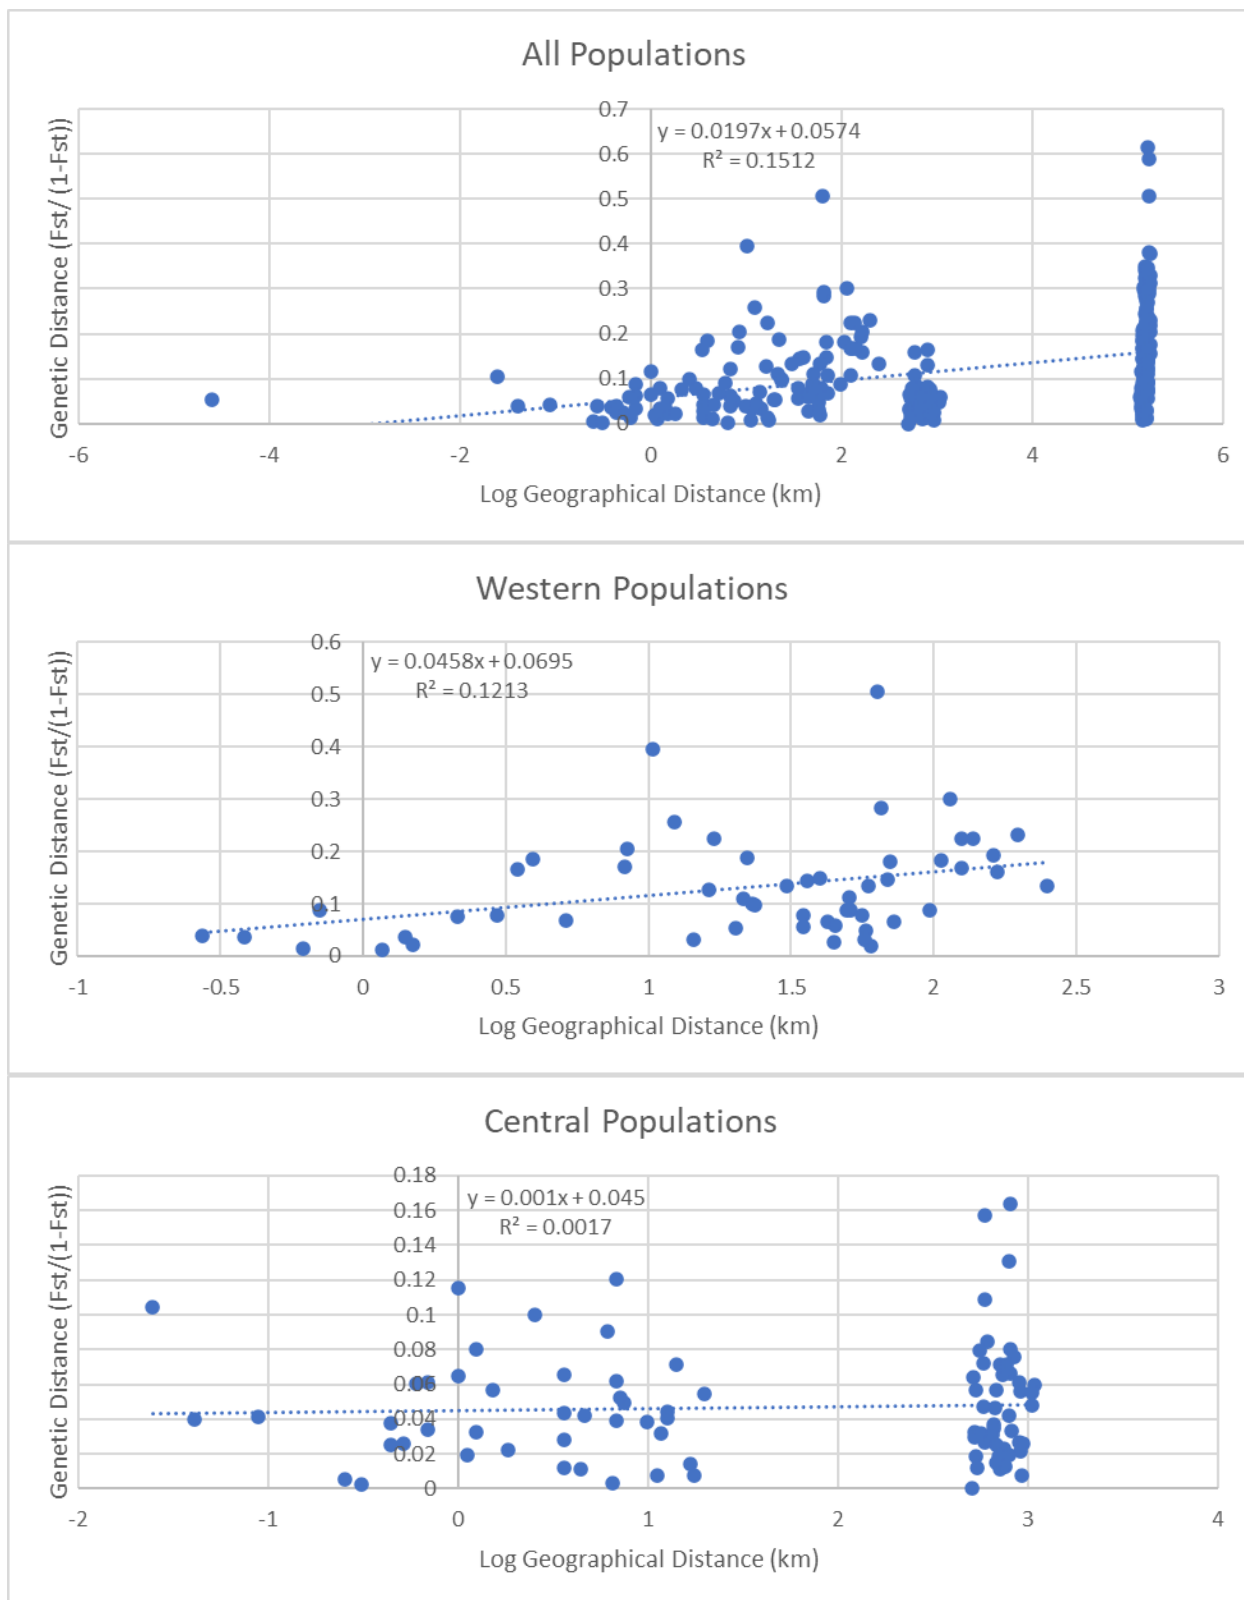 All Populations
Genetic Distance (Fst/ (1-Fst))
0.7
0.6
0.5
0.4
0.3
0.2
0.1
0
y = 0.0197x + 0.0574
R² = 0.1512
-6 -4 -2 0 2 4 6
Log Geographical Distance (km)
Western Populations
Genetic Distance (Fst/(1-Fst))
0.6
0.5
0.4
0.3
0.2
0.1
0
y = 0.0458x + 0.0695
R² = 0.1213
-1 -0.5 0 0.5 1 1.5 2 2.5 3
Log Geographical Distance (km)
Central Populations
Genetic Distance (Fst/(1-Fst))
0.18
0.16
0.14
0.12
0.1
0.08
0.06
0.04
0.02
0
y = 0.001x + 0.045
R² = 0.0017
-2 -1 0 1 2 3 4
Log Geographical Distance (km)